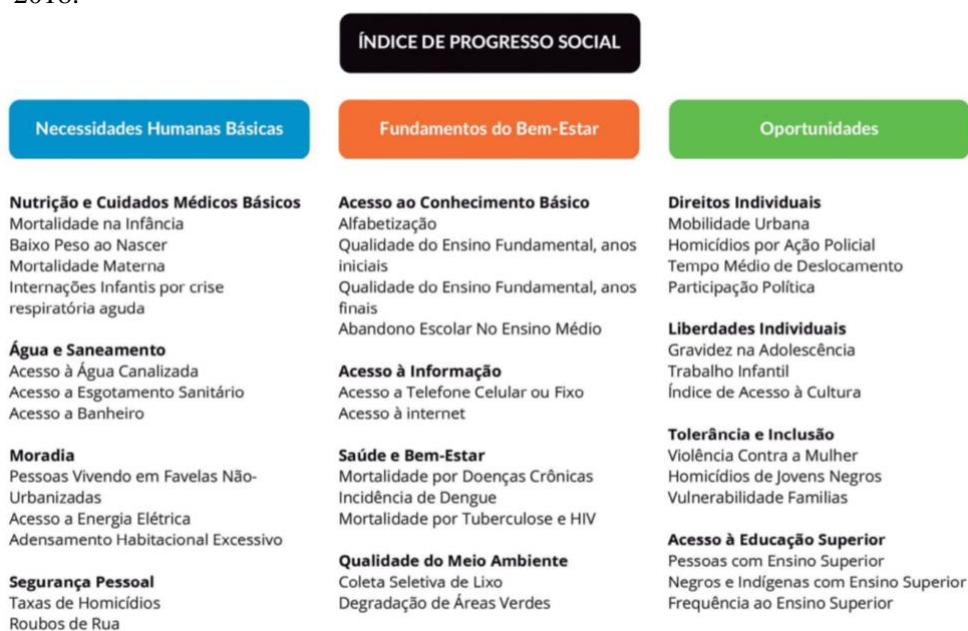 2018.
ÍNDICE DE PROGRESSO SOCIAL
Necessidades Humanas Básicas
Nutrição e Cuidados Médicos Básicos
Mortalidade na Infância
Baixo Peso ao Nascer
Mortalidade Materna
Internações Infantis por crise
respiratória aguda
Água e Saneamento
Acesso à Água Canalizada
Acesso a Esgotamento Sanitário
Acesso a Banheiro
Moradia
Pessoas Vivendo em Favelas Não-
Urbanizadas
Acesso a Energia Elétrica
Adensamento Habitacional Excessivo
Segurança Pessoal
Taxas de Homicídios
Roubos de Rua
Fundamentos do Bem-Estar
Acesso ao Conhecimento Básico
Alfabetização
Qualidade do Ensino Fundamental, anos
iniciais
Qualidade do Ensino Fundamental, anos
finais
Abandono Escolar No Ensino Médio
Acesso à Informação
Acesso a Telefone Celular ou Fixo
Acesso à internet
Saúde e Bem-Estar
Mortalidade por Doenças Crônicas
Incidência de Dengue
Mortalidade por Tuberculose e HIV
Qualidade do Meio Ambiente
Coleta Seletiva de Lixo
Degradação de Áreas Verdes
Oportunidades
Direitos Individuais
Mobilidade Urbana
Homicídios por Ação Policial
Tempo Médio de Deslocamento
Participação Política
Liberdades Individuais
Gravidez na Adolescência
Trabalho Infantil
Índice de Acesso à Cultura
Tolerância e Inclusão
Violência Contra a Mulher
Homicídios de Jovens Negros
Vulnerabilidade Familias
Acesso à Educação Superior
Pessoas com Ensino Superior
Negros e Indígenas com Ensino Superior
Frequência ao Ensino Superior